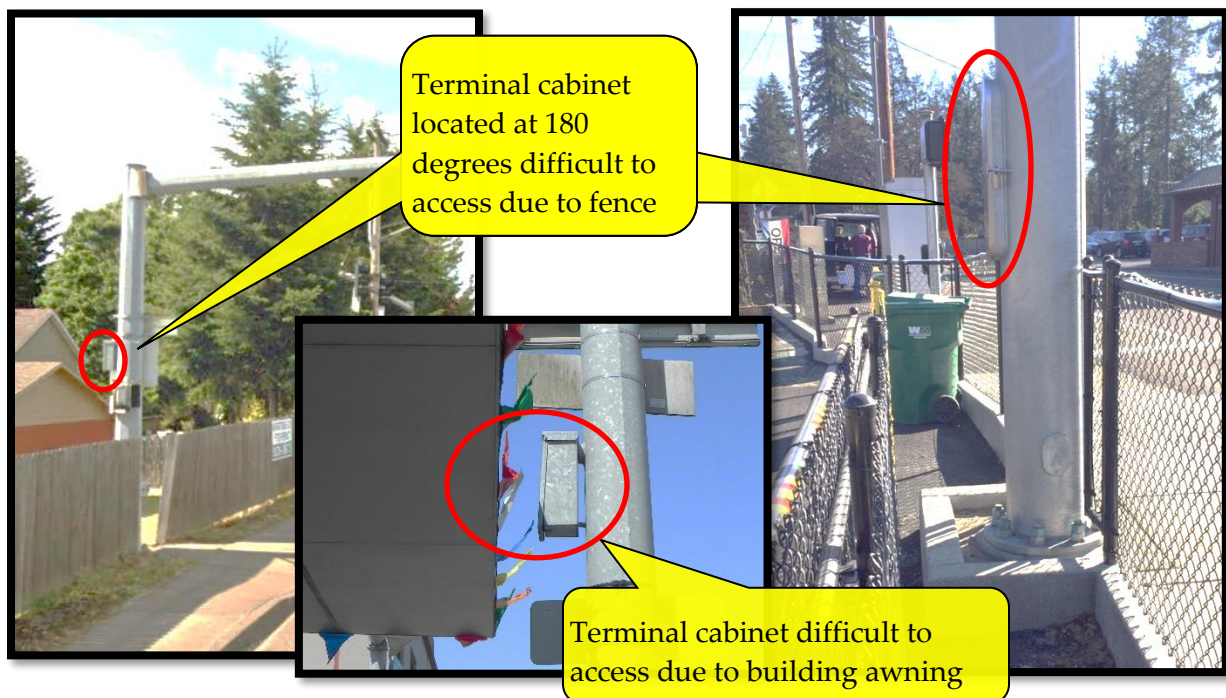 Terminal cabinet
located at 180
degrees difficult to
access due to fence
Terminal cabinet difficult to
access due to building awning